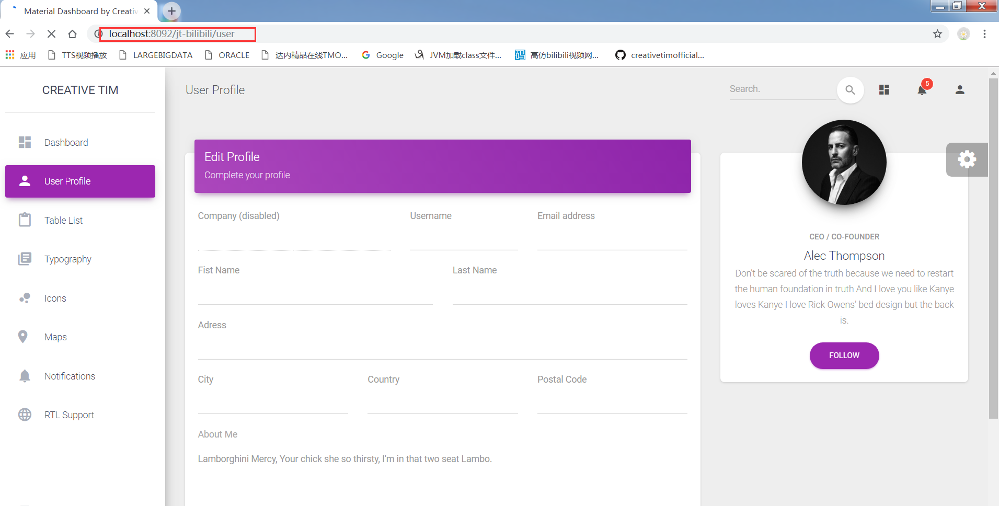 Material Dashboard by Creativ
localhost:8092/jt-bilibili/user
应用
TTS视频播放
LARGEBIGDATA
ORACLE
达内精品在线TMO...
Google
JVM加载class文件...
高仿bilibili视频网...
creativetimofficial...
CREATIVE TIM
Dashboard
User Profile
Table List
Typography
Icons
Maps
Notifications
RTL Support
User Profile
Search.
5
Edit Profile
Complete your profile
Company (disabled)
Username
Email address
Fist Name
Last Name
Adress
City
Country
Postal Code
About Me
Lamborghini Mercy, Your chick she so thirsty, I'm in that two seat Lambo.
CEO / CO-FOUNDER
Alec Thompson
Don't be scared of the truth because we need to restart
the human foundation in truth And I love you like Kanye
loves Kanye I love Rick Owens’ bed design but the back
is.
FOLLOW